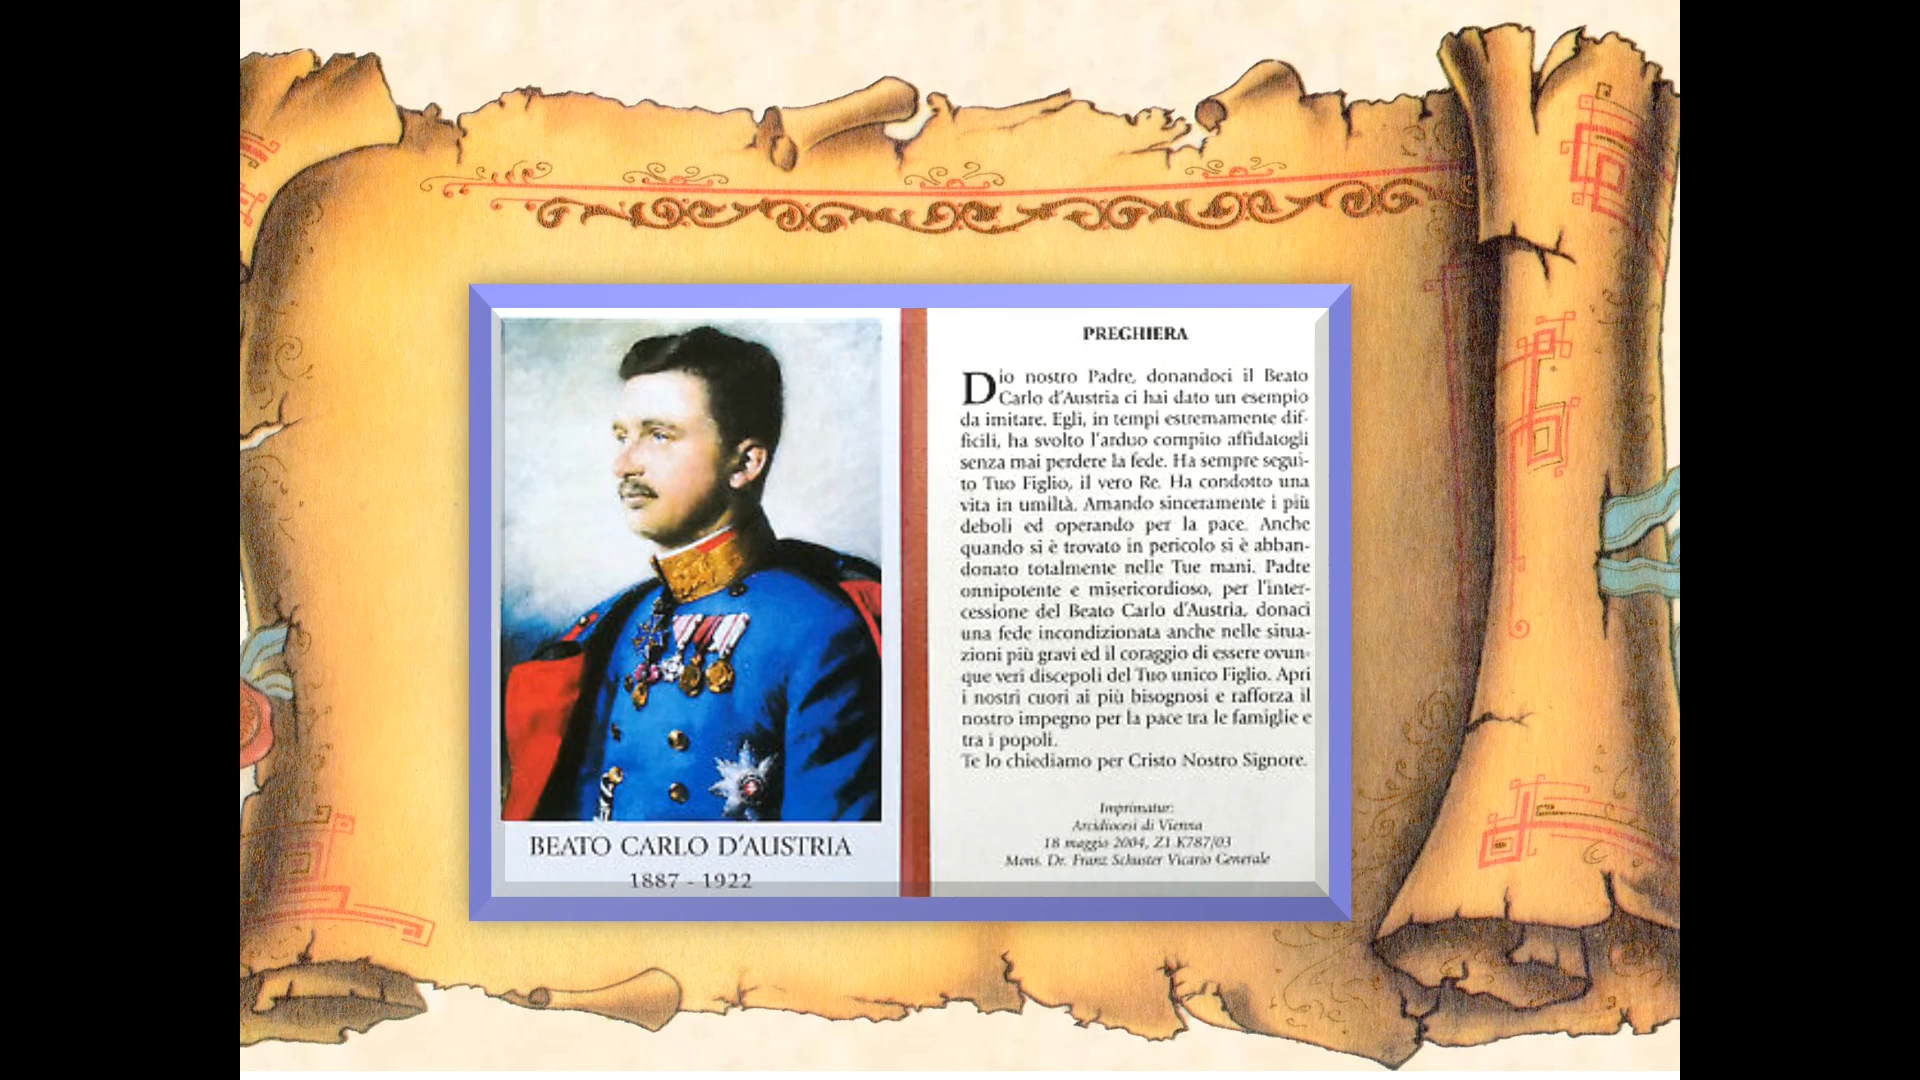 BEATO CARLO D'AUSTRIA
1887 - 1922
PREGHIERA
Dio nostro Padre, donandoci il Beato
Carlo d'Austria ci hai dato un esempio
da imitare. Egli, in tempi estremamente dif-
ficili, ha svolto l'arduo compito affidatogli
senza mai perdere la fede. Ha sempre segui-
to Tuo Figlio, il vero Re. Ha condotto una
vita in umiltà. Amando sinceramente i più
deboli ed operando per la pace. Anche
quando si è trovato in pericolo si è abban-
donato totalmente nelle Tue mani. Padre
onnipotente e misericordioso, per l'inter-
cessione del Beato Carlo d'Austria, donaci
una fede incondizionata anche nelle situa-
zioni più gravi ed il coraggio di essere ovun-
que veri discepoli del Tuo unico Figlio. Apri
i nostri cuori ai più bisognosi e rafforza il
nostro impegno per la pace tra le famiglie e
tra i popoli.
Te lo chiediamo per Cristo Nostro Signore.
Imprimatur:
Arcidiocesi di Vienna
18 maggio 2004, Z1 K787/03
Mons. Dr. Franz Schuster Vicario Generale